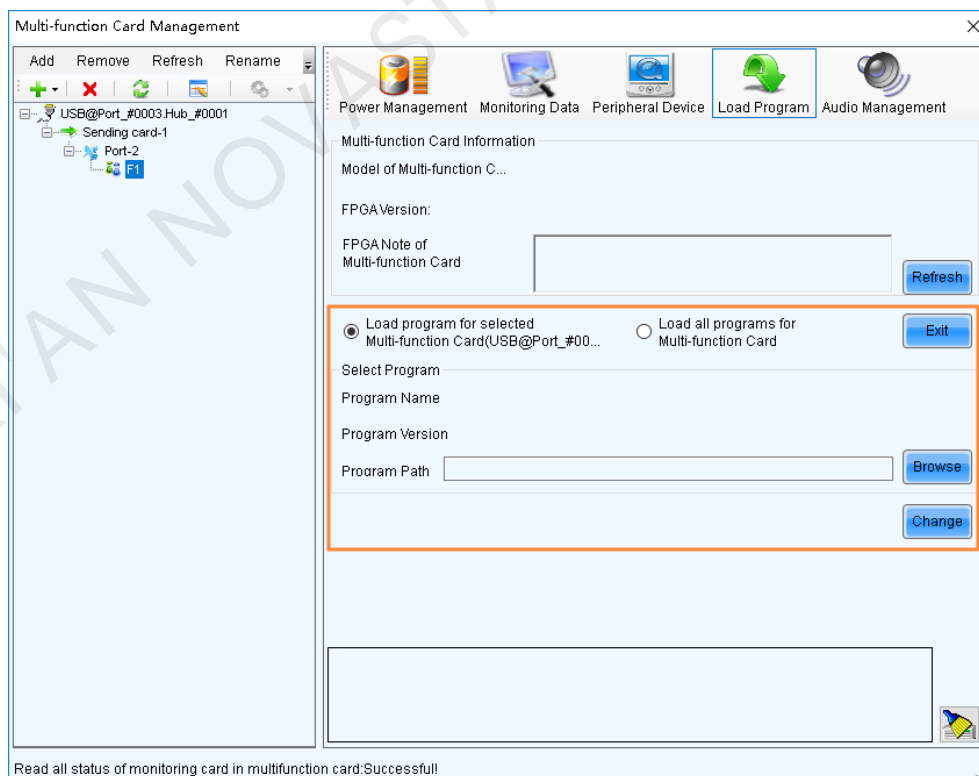 Multi-function Card Management
Add Remove Refresh Rename
USB@Port_#0003.Hub_#0001
Sending card-1
Port-2
F1
Power Management Monitoring Data Peripheral Device Load Program Audio Management
Multi-function Card Information
Model of Multi-function C...
FPGA Version:
FPGA Note of
Multi-function Card
Refresh
Load program for selected
Multi-function Card(USB@Port_#00...
Load all programs for
Multi-function Card
Exit
Select Program
Program Name
Program Version
Program Path
Browse
Change
Read all status of monitoring card in multifunction card:Successful!